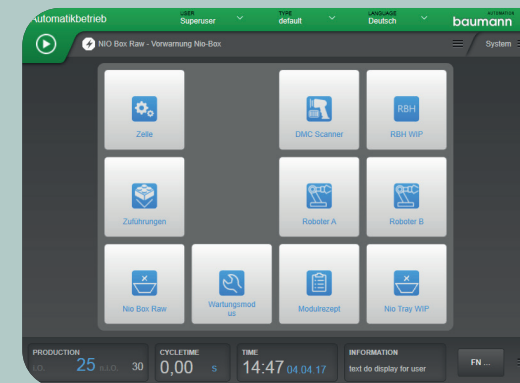 Automatikbetrieb
USER
Superuser
TYPE
default
LANGUAGE
Deutsch
AUTOMATION
baumann
NIO Box Raw - Vorwarnung Nio-Box
System
Zelle
DMC Scanner
RBH
RBH WIP
Zuführungen
Roboter A
Roboter B
Nio Box Raw
Wartungsmod
us
Modulrezept
Nio Tray WIP
PRODUCTION
I.O. 25 n.I.O. 30
CYCLETIME
0,00 s
TIME
14:47 04.04.17
INFORMATION
text do display for user
FN ...